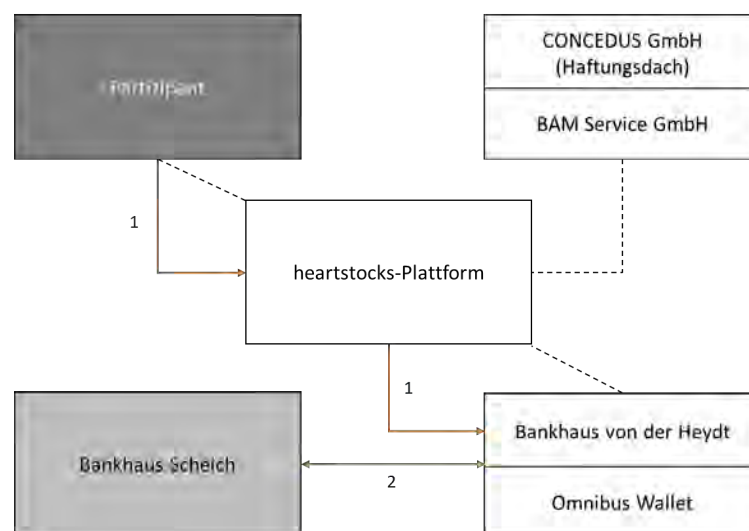 Partizipant
CONCEDUS GmbH
(Haftungsdach)
BAM Service GmbH
1
heartstocks-Plattform
1
Bankhaus von der Heydt
Bankhaus Scheich
2
Omnibus Wallet